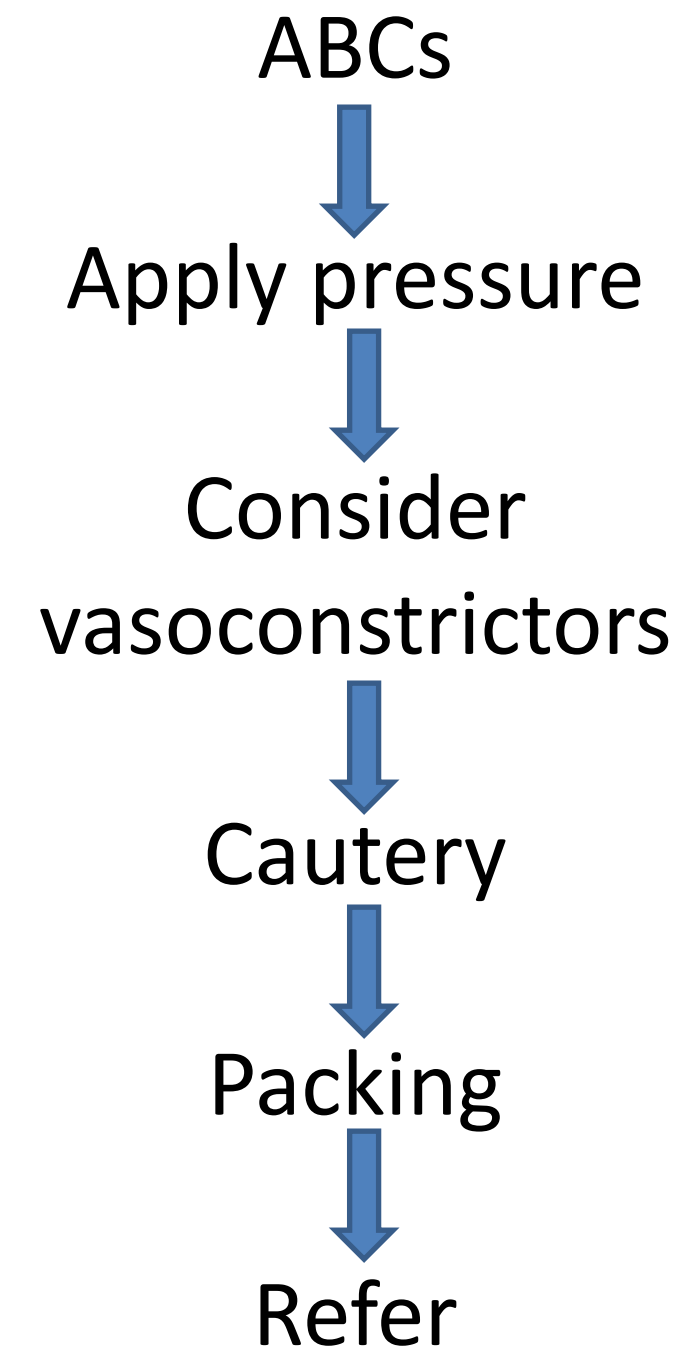 ABCs
Apply pressure
Consider
vasoconstrictors
Cautery
Packing
Refer